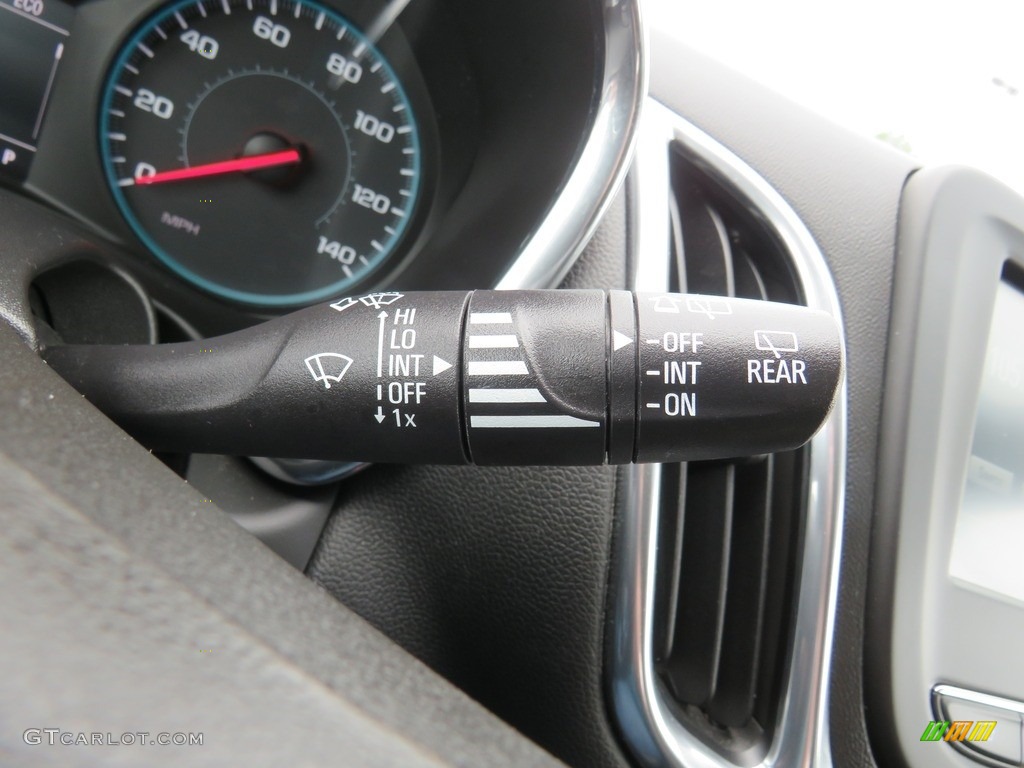 ECO
P
0
20
40
60
80
100
120
140
MPH
HI
LO
INT
OFF
1x
OFF
INT
ON
REAR
GTCARLOT.COM